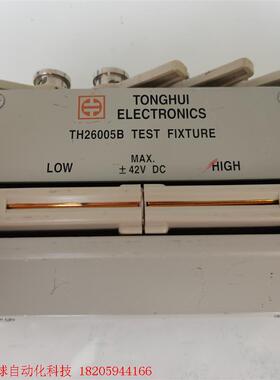 TONGHUI
ELECTRONICS
TH26005B TEST FIXTURE
LOW
MAX.
± 42V DC
HIGH
球自动化科技 18205944166